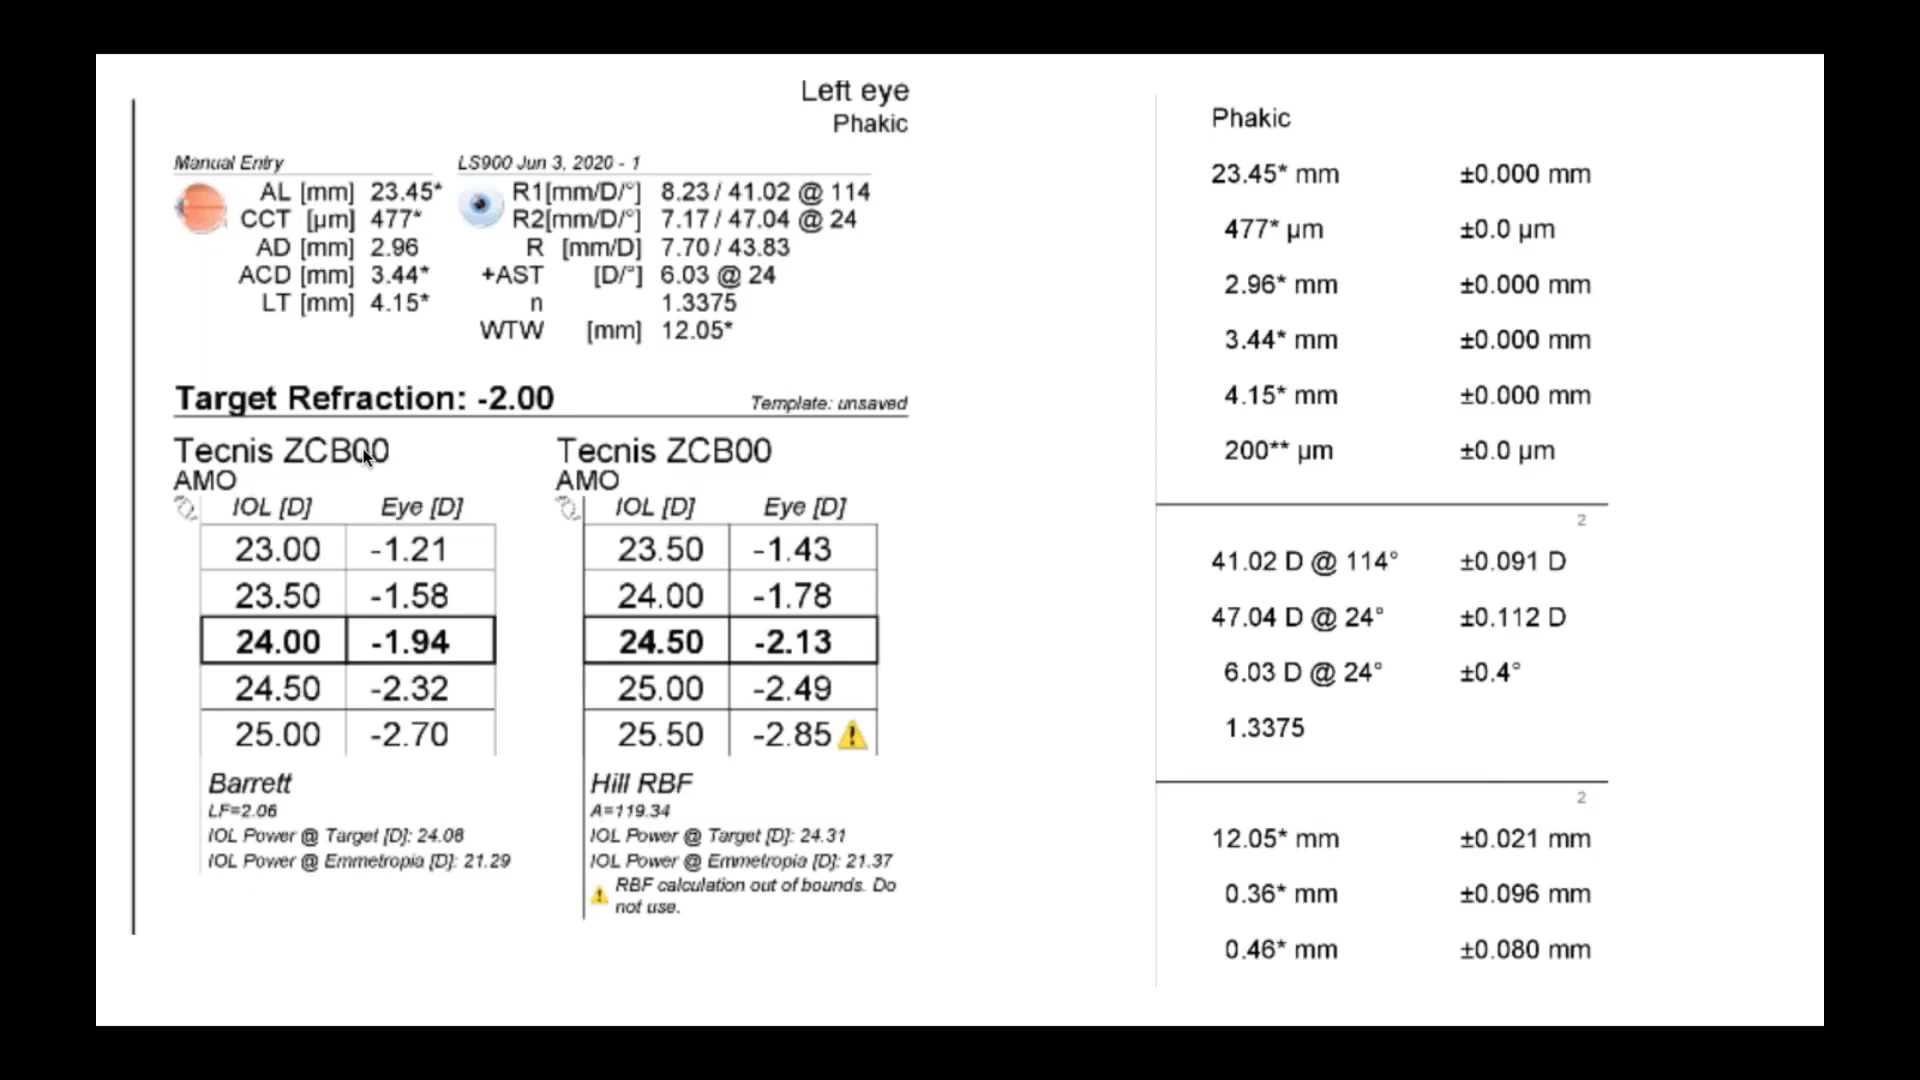 Left eye
Phakic
Manual Entry
LS900 Jun 3, 2020 - 1
AL [mm] 23.45*
CCT [µm] 477*
AD [mm] 2.96
ACD [mm] 3.44*
LT [mm] 4.15*
R1[mm/D/°] 8.23 / 41.02 @ 114
R2[mm/D/°] 7.17 / 47.04 @ 24
R [mm/D] 7.70 / 43.83
+AST [D/°] 6.03 @ 24
n 1.3375
WTW [mm] 12.05*
Target Refraction: -2.00
Template: unsaved
Tecnis ZCB00
AMO
IOL [D] Eye [D]
23.00 -1.21
23.50 -1.58
24.00 -1.94
24.50 -2.32
25.00 -2.70
Barrett
LF=2.06
IOL Power @ Target [D]: 24.08
IOL Power @ Emmetropia [D]: 21.29
Tecnis ZCB00
AMO
IOL [D] Eye [D]
23.50 -1.43
24.00 -1.78
24.50 -2.13
25.00 -2.49
25.50 -2.85
Hill RBF
A=119.34
IOL Power @ Target [D]: 24.31
IOL Power @ Emmetropia [D]: 21.37
RBF calculation out of bounds. Do
not use.
Phakic
23.45* mm ±0.000 mm
477* µm ±0.0 µm
2.96* mm ±0.000 mm
3.44* mm ±0.000 mm
4.15* mm ±0.000 mm
200** µm ±0.0 µm
2
41.02 D @ 114° ±0.091 D
47.04 D @ 24° ±0.112 D
6.03 D @ 24° ±0.4°
1.3375
2
12.05* mm ±0.021 mm
0.36* mm ±0.096 mm
0.46* mm ±0.080 mm